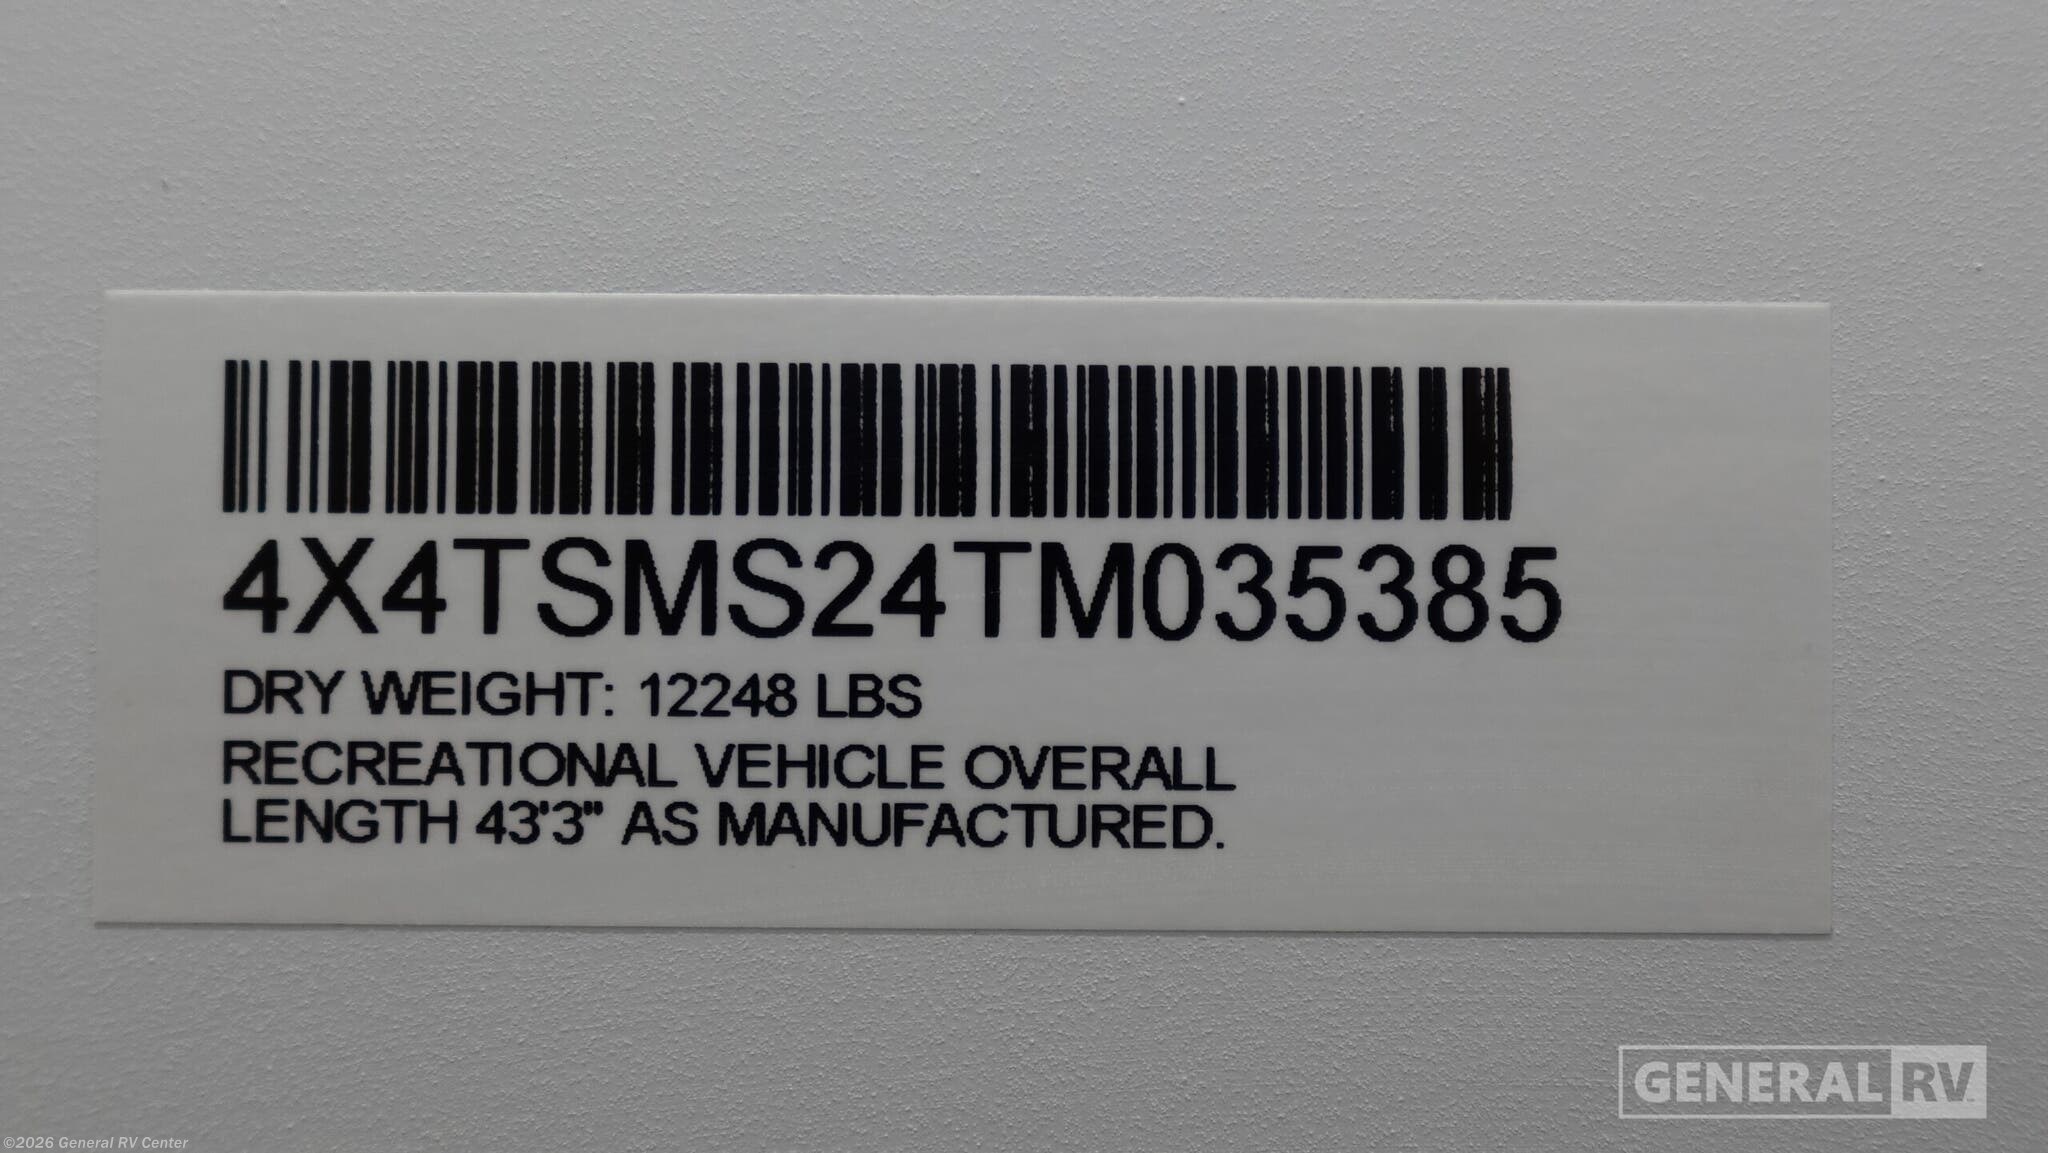 4X4TSMS24TM035385
DRY WEIGHT: 12248 LBS
RECREATIONAL VEHICLE OVERALL
LENGTH 43'3" AS MANUFACTURED.
GENERAL RV
©2026 General RV Center